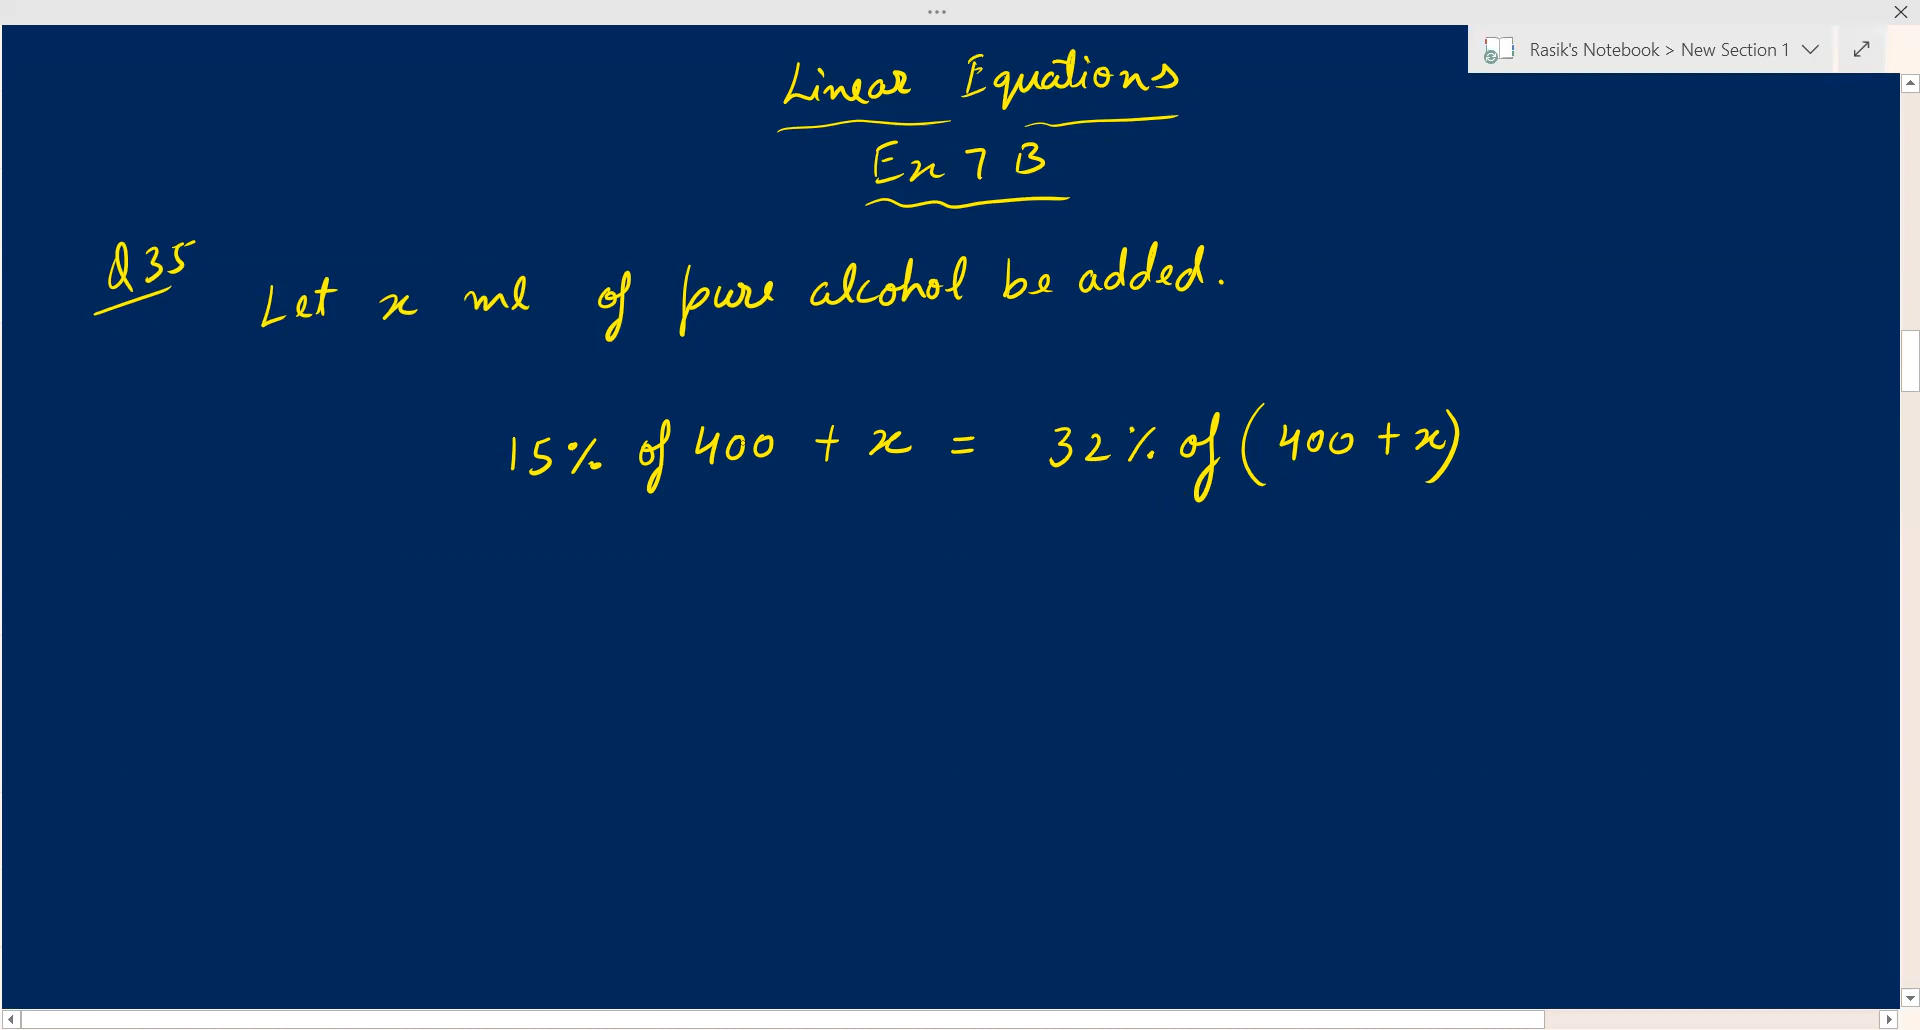 Rasik's Notebook > New Section 1
Linear Equations
Ex 7 B
Q35
Let x ml of pure alcohol be added.
15% of 400 + x = 32% of (400 + x)